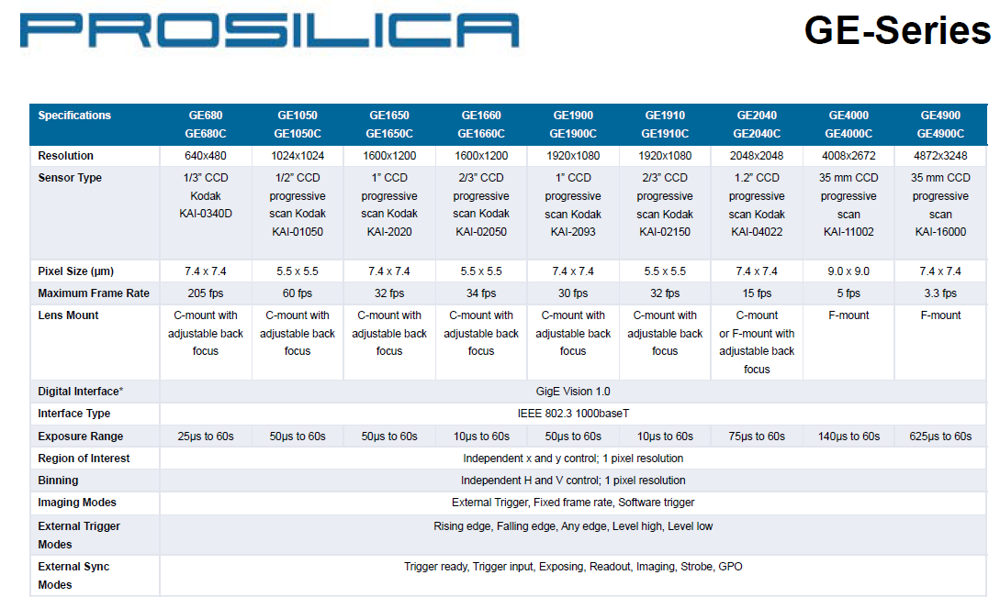 PROSILICA
GE-Series
Specifications GE680 GE1050 GE1650 GE1660 GE1900 GE1910 GE2040 GE4000 GE4900
GE680C GE1050C GE1650C GE1660C GE1900C GE1910C GE2040C GE4000C GE4900C
Resolution 640x480 1024x1024 1600x1200 1600x1200 1920x1080 1920x1080 2048x2048 4008x2672 4872x3248
Sensor Type 1/3” CCD 1/2” CCD 1” CCD 2/3” CCD 1” CCD 2/3” CCD 1.2” CCD 35 mm CCD 35 mm CCD
Kodak progressive progressive progressive progressive progressive progressive progressive progressive
KAI-0340D scan Kodak scan Kodak scan Kodak scan Kodak scan Kodak scan Kodak scan scan
KAI-01050 KAI-2020 KAI-02050 KAI-2093 KAI-02150 KAI-04022 KAI-11002 KAI-16000
Pixel Size (µm) 7.4 x 7.4 5.5 x 5.5 7.4 x 7.4 5.5 x 5.5 7.4 x 7.4 5.5 x 5.5 7.4 x 7.4 9.0 x 9.0 7.4 x 7.4
Maximum Frame Rate 205 fps 60 fps 32 fps 34 fps 30 fps 32 fps 15 fps 5 fps 3.3 fps
Lens Mount C-mount with C-mount with C-mount with C-mount with C-mount with C-mount with C-mount F-mount F-mount
adjustable back adjustable back adjustable back adjustable back adjustable back adjustable back or F-mount with
focus focus focus focus focus focus adjustable back
focus
Digital Interface* GigE Vision 1.0
Interface Type IEEE 802.3 1000baseT
Exposure Range 25µs to 60s 50µs to 60s 50µs to 60s 10µs to 60s 50µs to 60s 10µs to 60s 75µs to 60s 140µs to 60s 625µs to 60s
Region of Interest Independent x and y control; 1 pixel resolution
Binning Independent H and V control; 1 pixel resolution
Imaging Modes External Trigger, Fixed frame rate, Software trigger
External Trigger Rising edge, Falling edge, Any edge, Level high, Level low
Modes
External Sync Trigger ready, Trigger input, Exposing, Readout, Imaging, Strobe, GPO
Modes